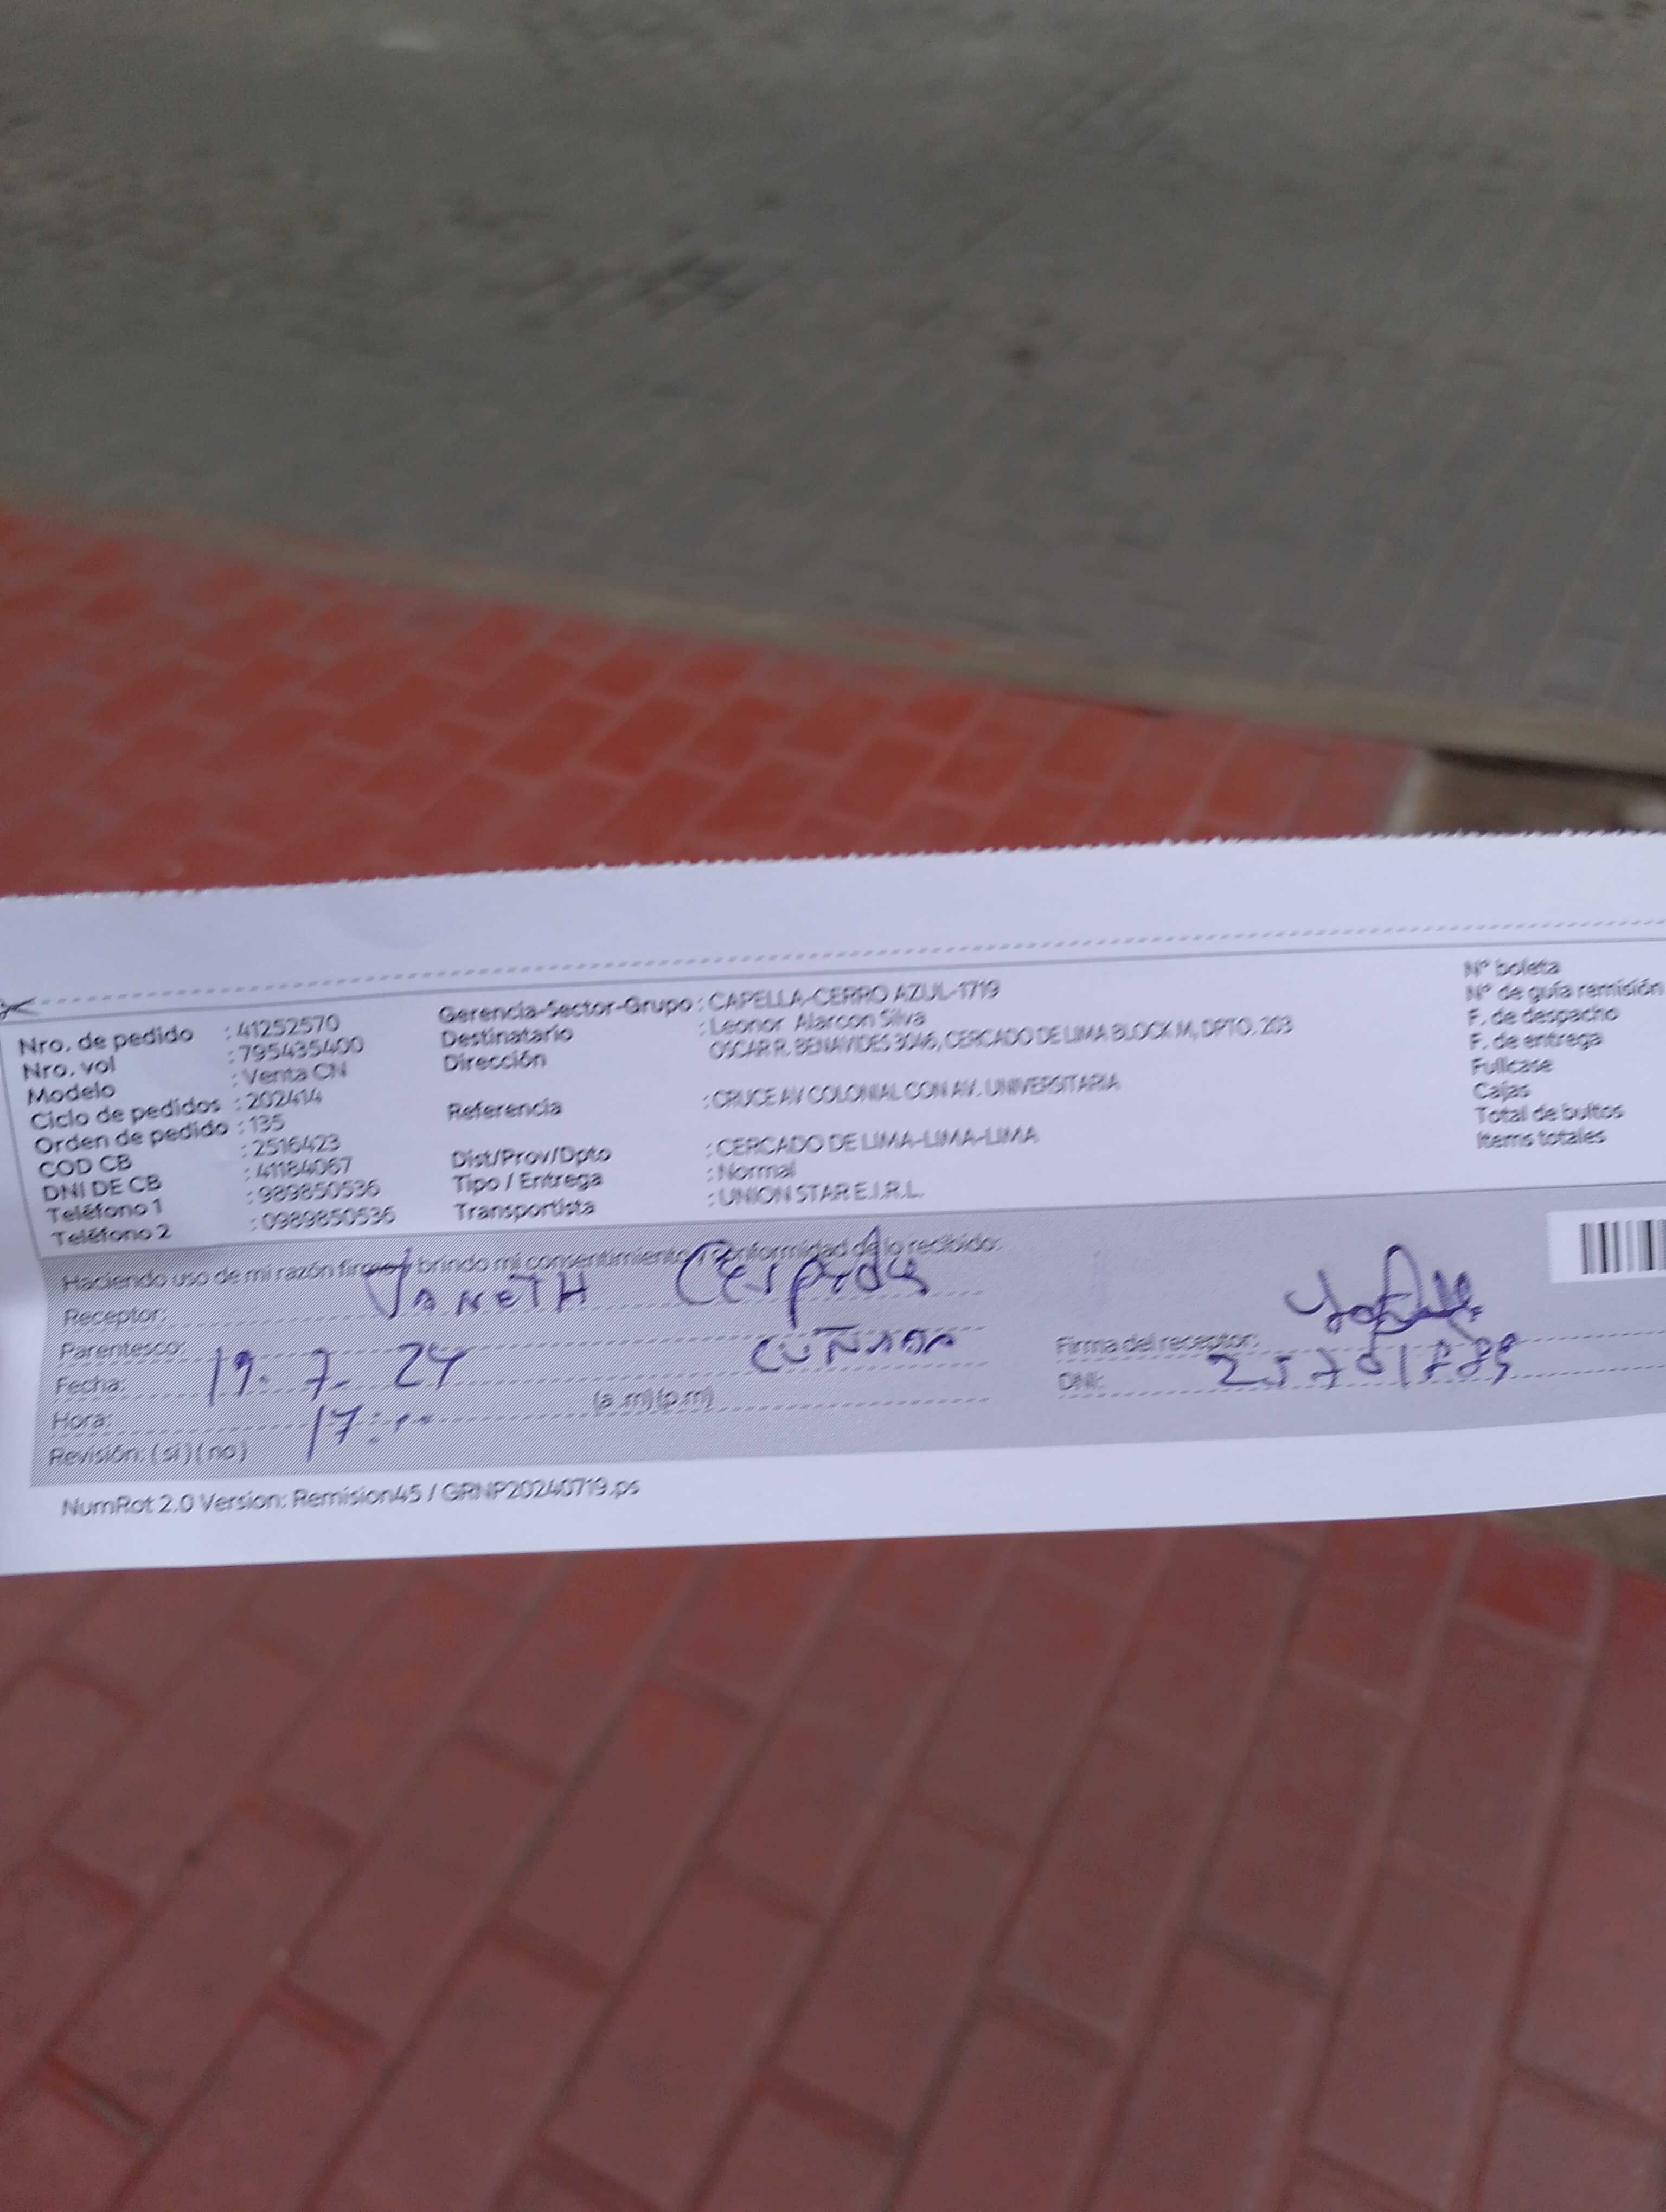 Nro. de pedido : 41252570
Nro. vol : 795435400
Modelo : Venta CN
Ciclo de pedidos : 202414
Orden de pedido : 135
COD CB : 2516423
DNI DE CB : 41184067
Teléfono 1 : 989850536
Teléfono 2 : 0989850536
Gerencia-Sector-Grupo : CAPELLA-CERRO AZUL-1719
Destinatario : Leonor Alarcon Silva
Dirección OSCAR R. BENAVIDES 3046, CERCADO DE LIMA BLOCK M, DPTO. 203
Referencia : CRUCE AV COLONIAL CON AV. UNIVERSITARIA
Dist/Prov/Dpto : CERCADO DE LIMA-LIMA-LIMA
Tipo / Entrega : Normal
Transportista : UNION STAR E.I.R.L.
N° boleta
N° de guía remisión
F. de despacho
F. de entrega
Fullcase
Cajas
Total de bultos
Items totales
Haciendo uso de mi razón firmo y brindo mi consentimiento y conformidad de lo recibido:
Receptor: JANETH Cespedes
Parentesco: CUÑADA
Fecha: 19. 7. 24
Hora: 17: (a.m) (p.m)
Revisión: ( si ) ( no )
Firma del receptor:
DNI:
NumRot 2.0 Version: Remision45 / GRNP20240719.ps